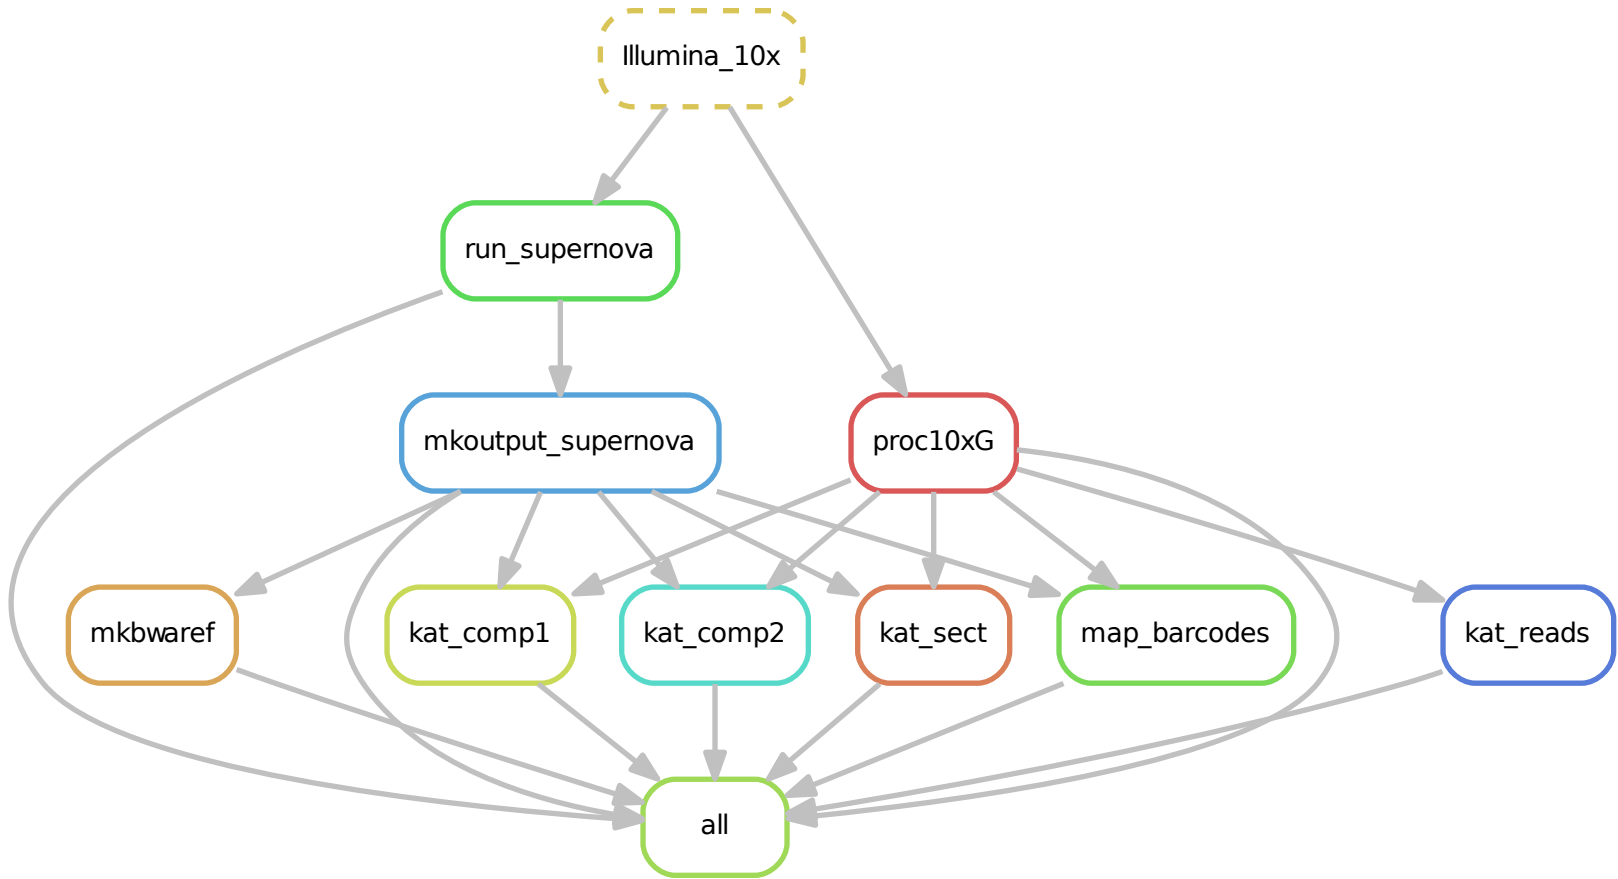 Illumina_10x
run_supernova
mkoutput_supernova
proc10xG
mkbwaref
kat_comp1
kat_comp2
kat_sect
map_barcodes
kat_reads
all